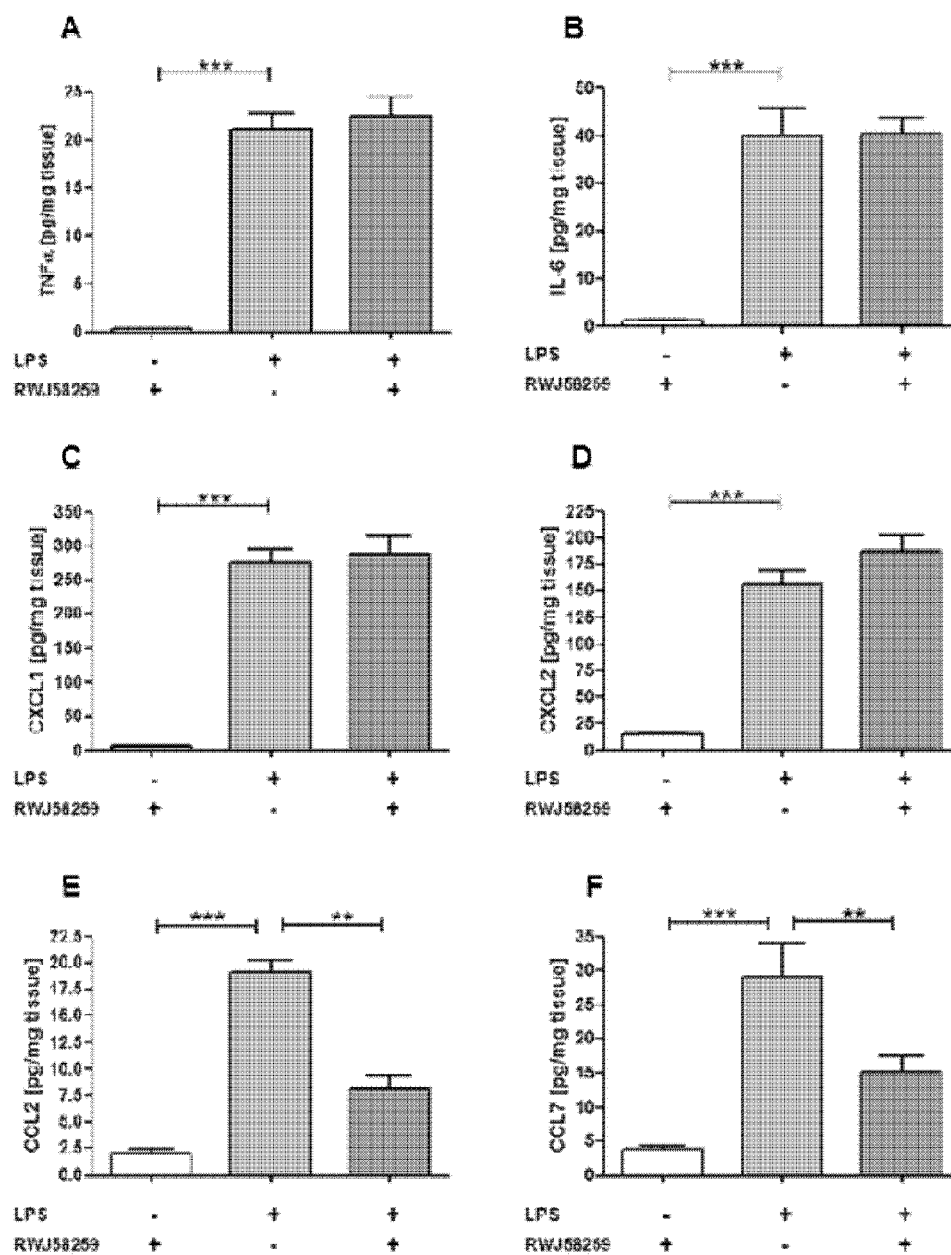 A
***
TNFα [pg/mg tissue]
25
20
15
10
5
0
LPS - + +
RWJ58259 + - +
B
***
IL-6 [pg/mg tissue]
50
40
30
20
10
0
LPS - + +
RWJ58259 + - +
C
***
CXCL1 [pg/mg tissue]
350
300
250
200
150
100
50
0
LPS - + +
RWJ58259 + - +
D
***
CXCL2 [pg/mg tissue]
225
200
175
150
125
100
75
50
25
0
LPS - + +
RWJ58259 + - +
E
*** **
CCL2 [pg/mg tissue]
22.5
20.0
17.5
15.0
12.5
10.0
7.5
5.0
2.5
0.0
LPS - + +
RWJ58259 + - +
F
*** **
CCL7 [pg/mg tissue]
35
30
25
20
15
10
5
0
LPS - + +
RWJ58259 + - +